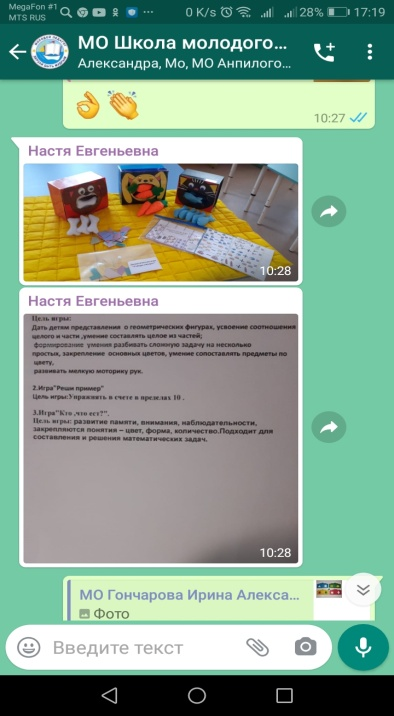 MegaFon #1
MTS RUS
0 K/s
28%
17:19
МО Школа молодого...
Александра, Мо, МО Анпилого...
10:27
Настя Евгеньевна
10:28
Настя Евгеньевна
Цель игры:
Дать детям представления о геометрических фигурах, усвоение соотношения
целого и части ,умение составлять целое из частей;
формирование умения разбивать сложную задачу на несколько
простых, закрепление основных цветов, умение сопоставлять предметы по
цвету,
развивать мелкую моторику рук.
2.Игра"Реши пример"
Цель игры:Упражнять в счете в пределах 10 .
3.Игра"Кто ,что ест?".
Цель игры: развитие памяти, внимания, наблюдательности,
закрепляются понятия – цвет, форма, количество.Подходит для
составления и решения математических задач.
10:28
МО Гончарова Ирина Алекса...
Фото
Введите текст